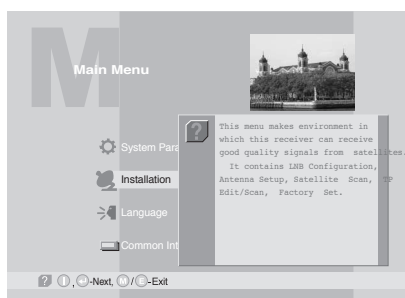 M
Main Menu
System Para
Installation
Language
Common Int
?
This menu makes environment in
which this receiver can receive
good quality signals from satellites.
It contains LNB Configuration,
Antenna Setup, Satellite Scan, TP
Edit/Scan, Factory Set.
? , -Next, M / E -Exit